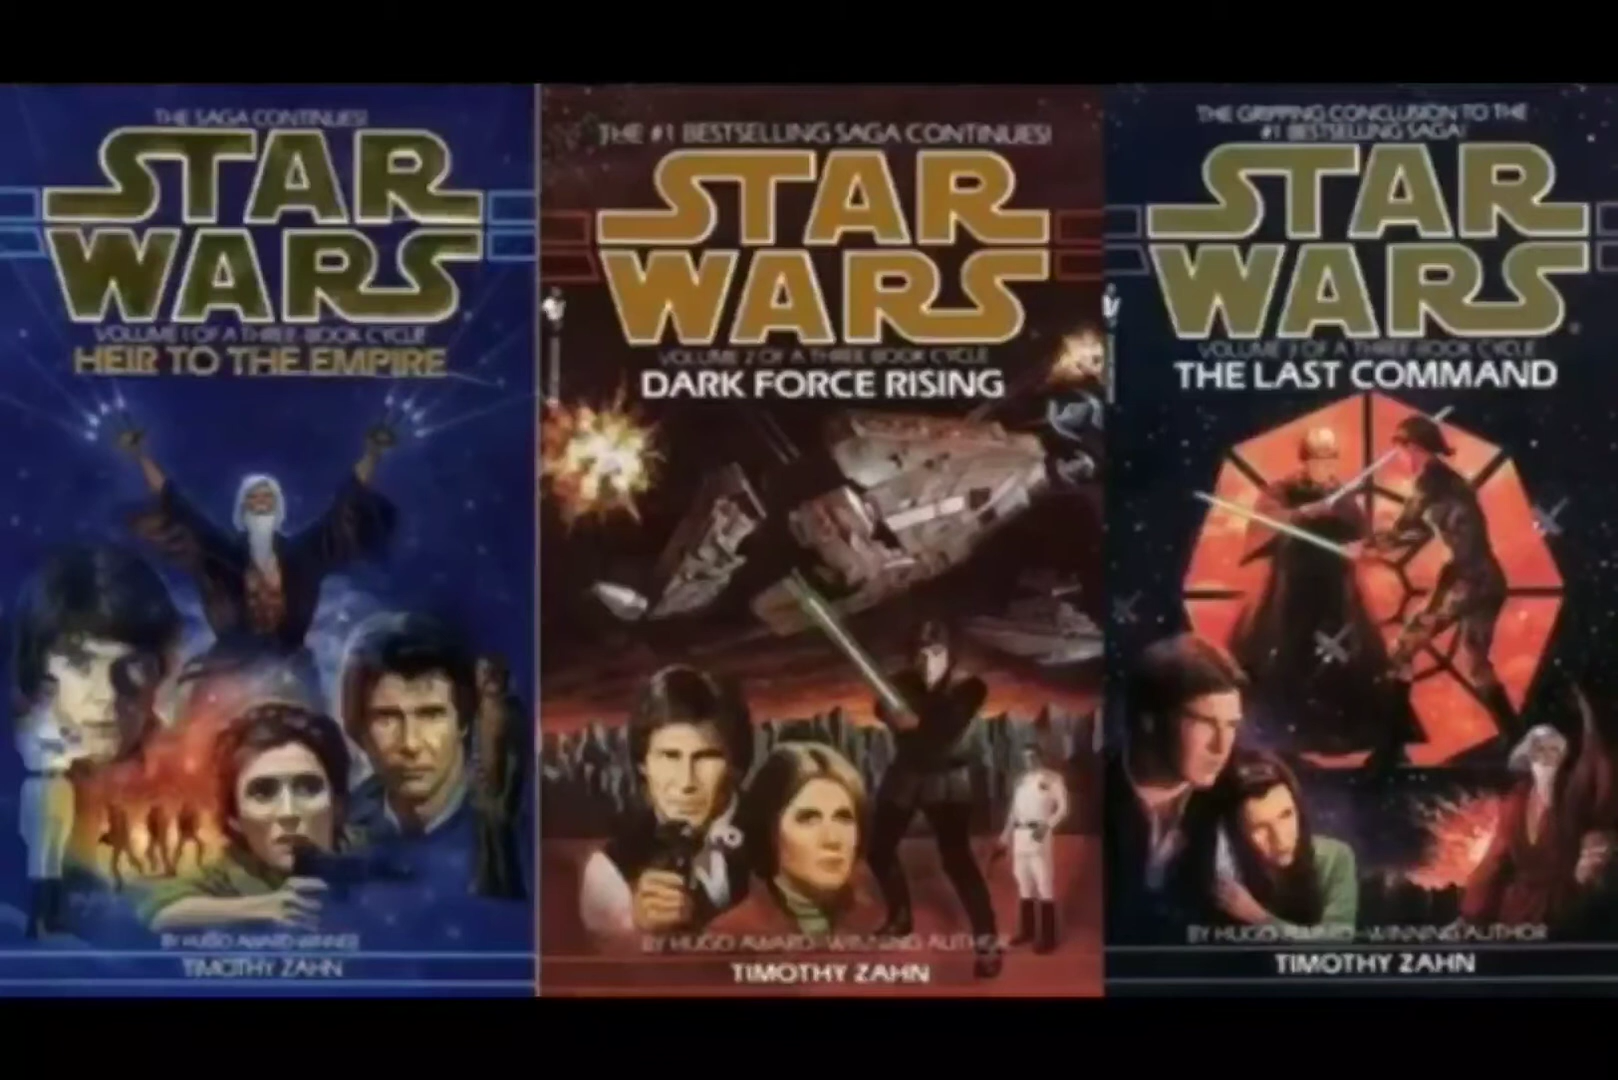 THE SAGA CONTINUES!
STAR
WARS
VOLUME 1 OF A THREE-BOOK CYCLE
HEIR TO THE EMPIRE
BY HUGO AWARD-WINNER
TIMOTHY ZAHN
THE #1 BESTSELLING SAGA CONTINUES!
STAR
WARS
VOLUME 2 OF A THREE-BOOK CYCLE
DARK FORCE RISING
BY HUGO AWARD-WINNING AUTHOR
TIMOTHY ZAHN
THE GRIPPING CONCLUSION TO THE
#1 BESTSELLING SAGA!
STAR
WARS
VOLUME 3 OF A THREE-BOOK CYCLE
THE LAST COMMAND
BY HUGO AWARD-WINNING AUTHOR
TIMOTHY ZAHN